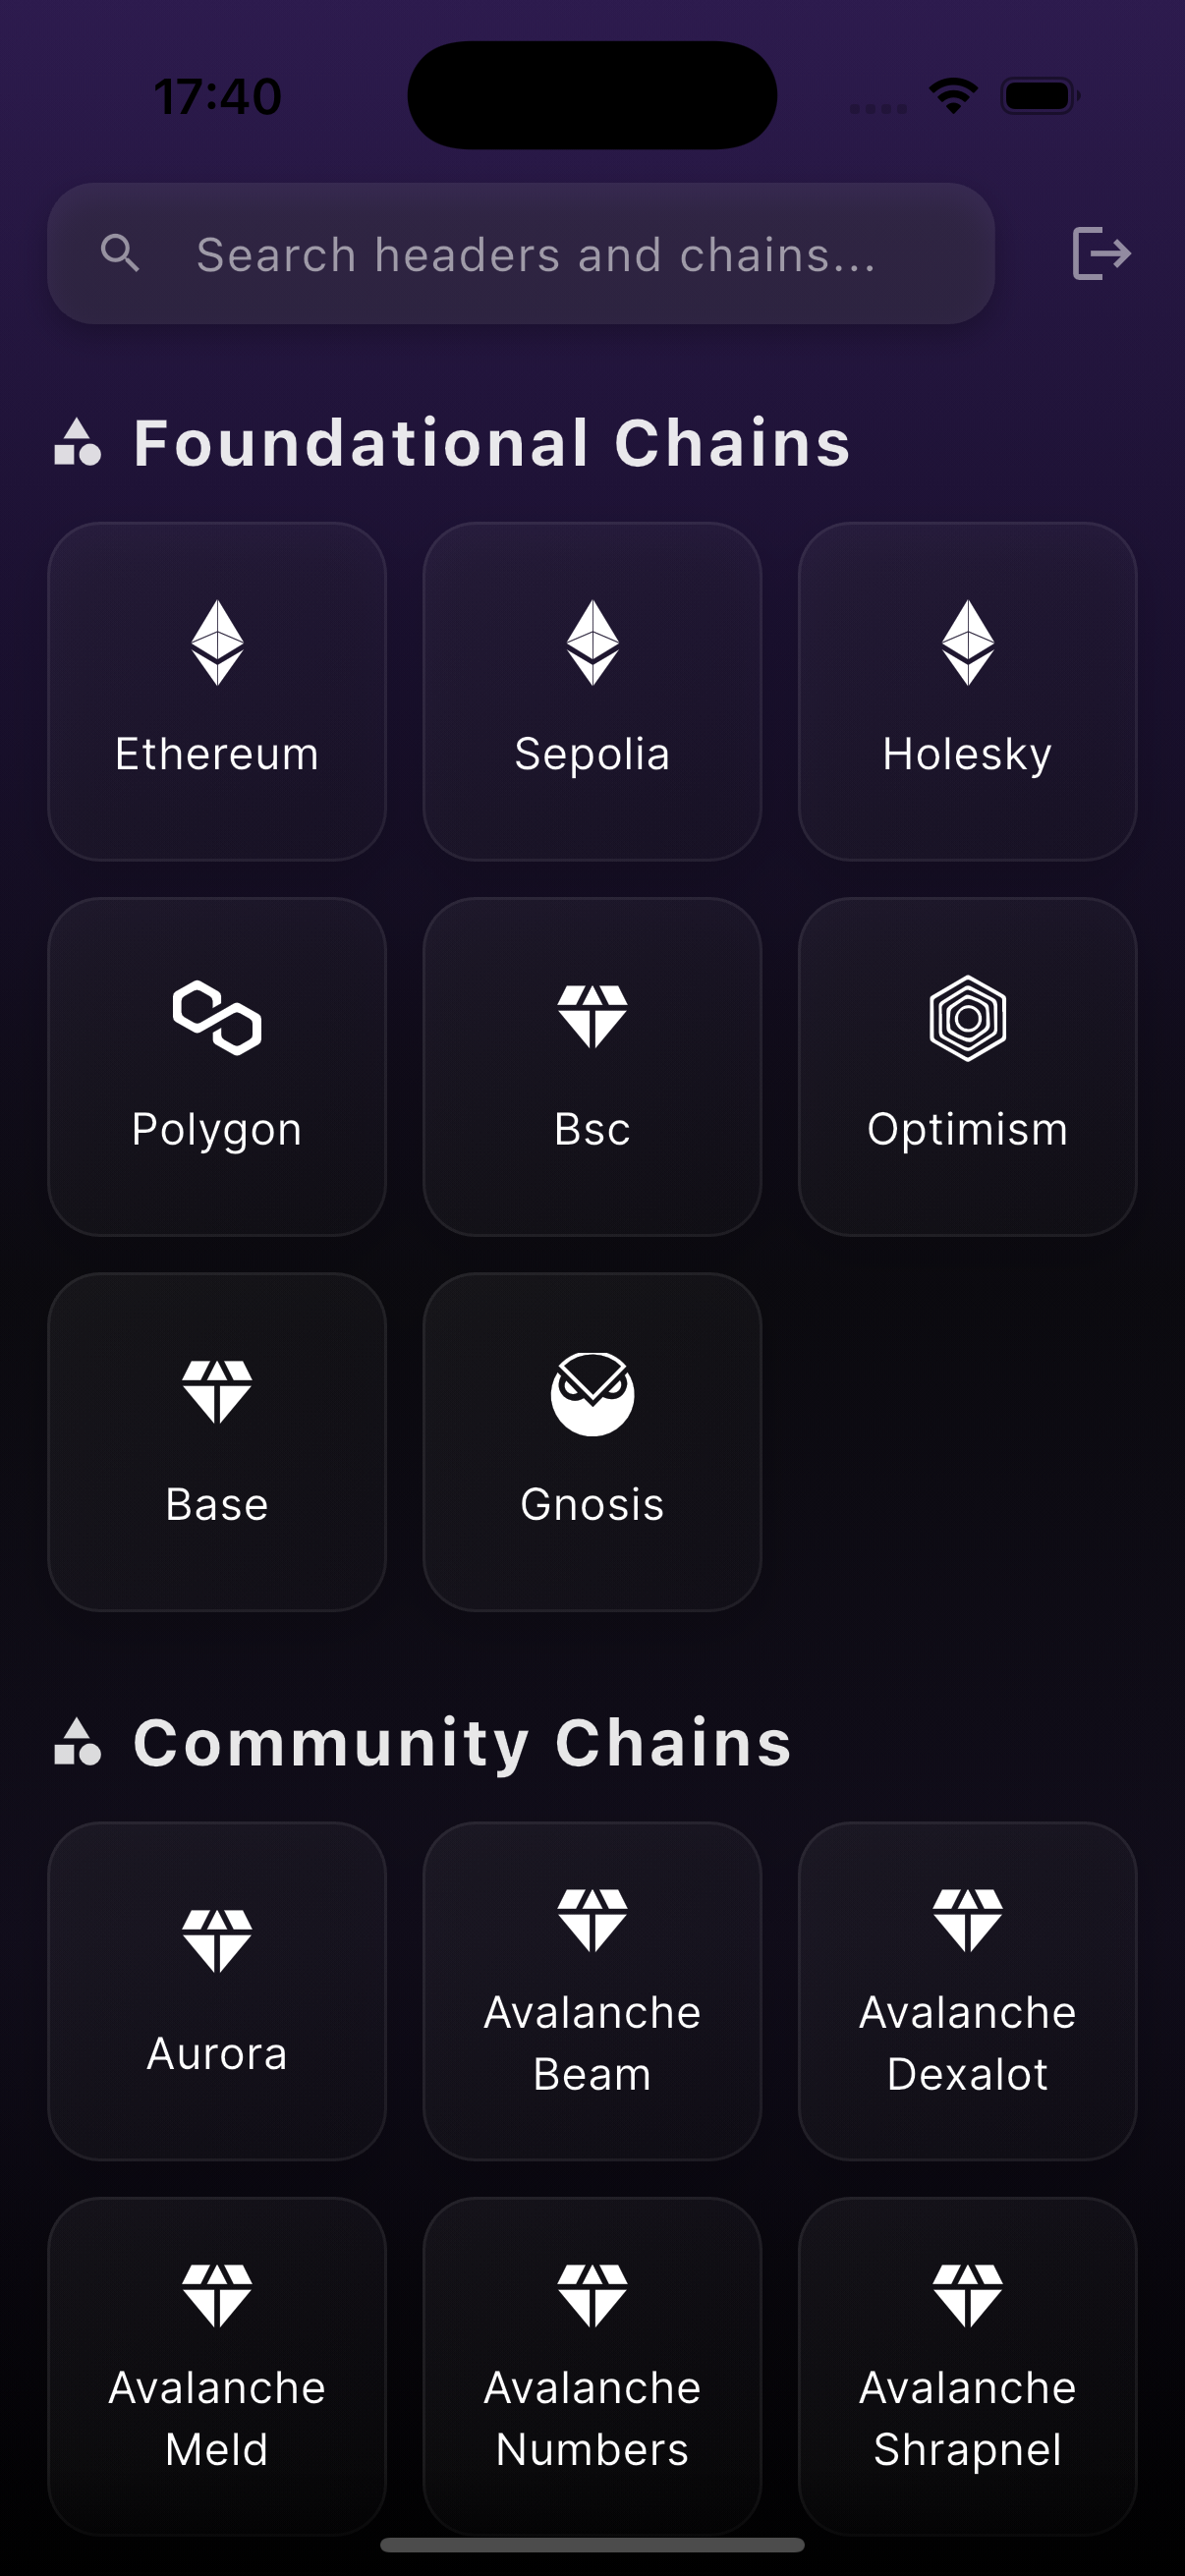 17:40
Search headers and chains...
Foundational Chains
Ethereum
Sepolia
Holesky
Polygon
Bsc
Optimism
Base
Gnosis
Community Chains
Aurora
Avalanche
Beam
Avalanche
Dexalot
Avalanche
Meld
Avalanche
Numbers
Avalanche
Shrapnel